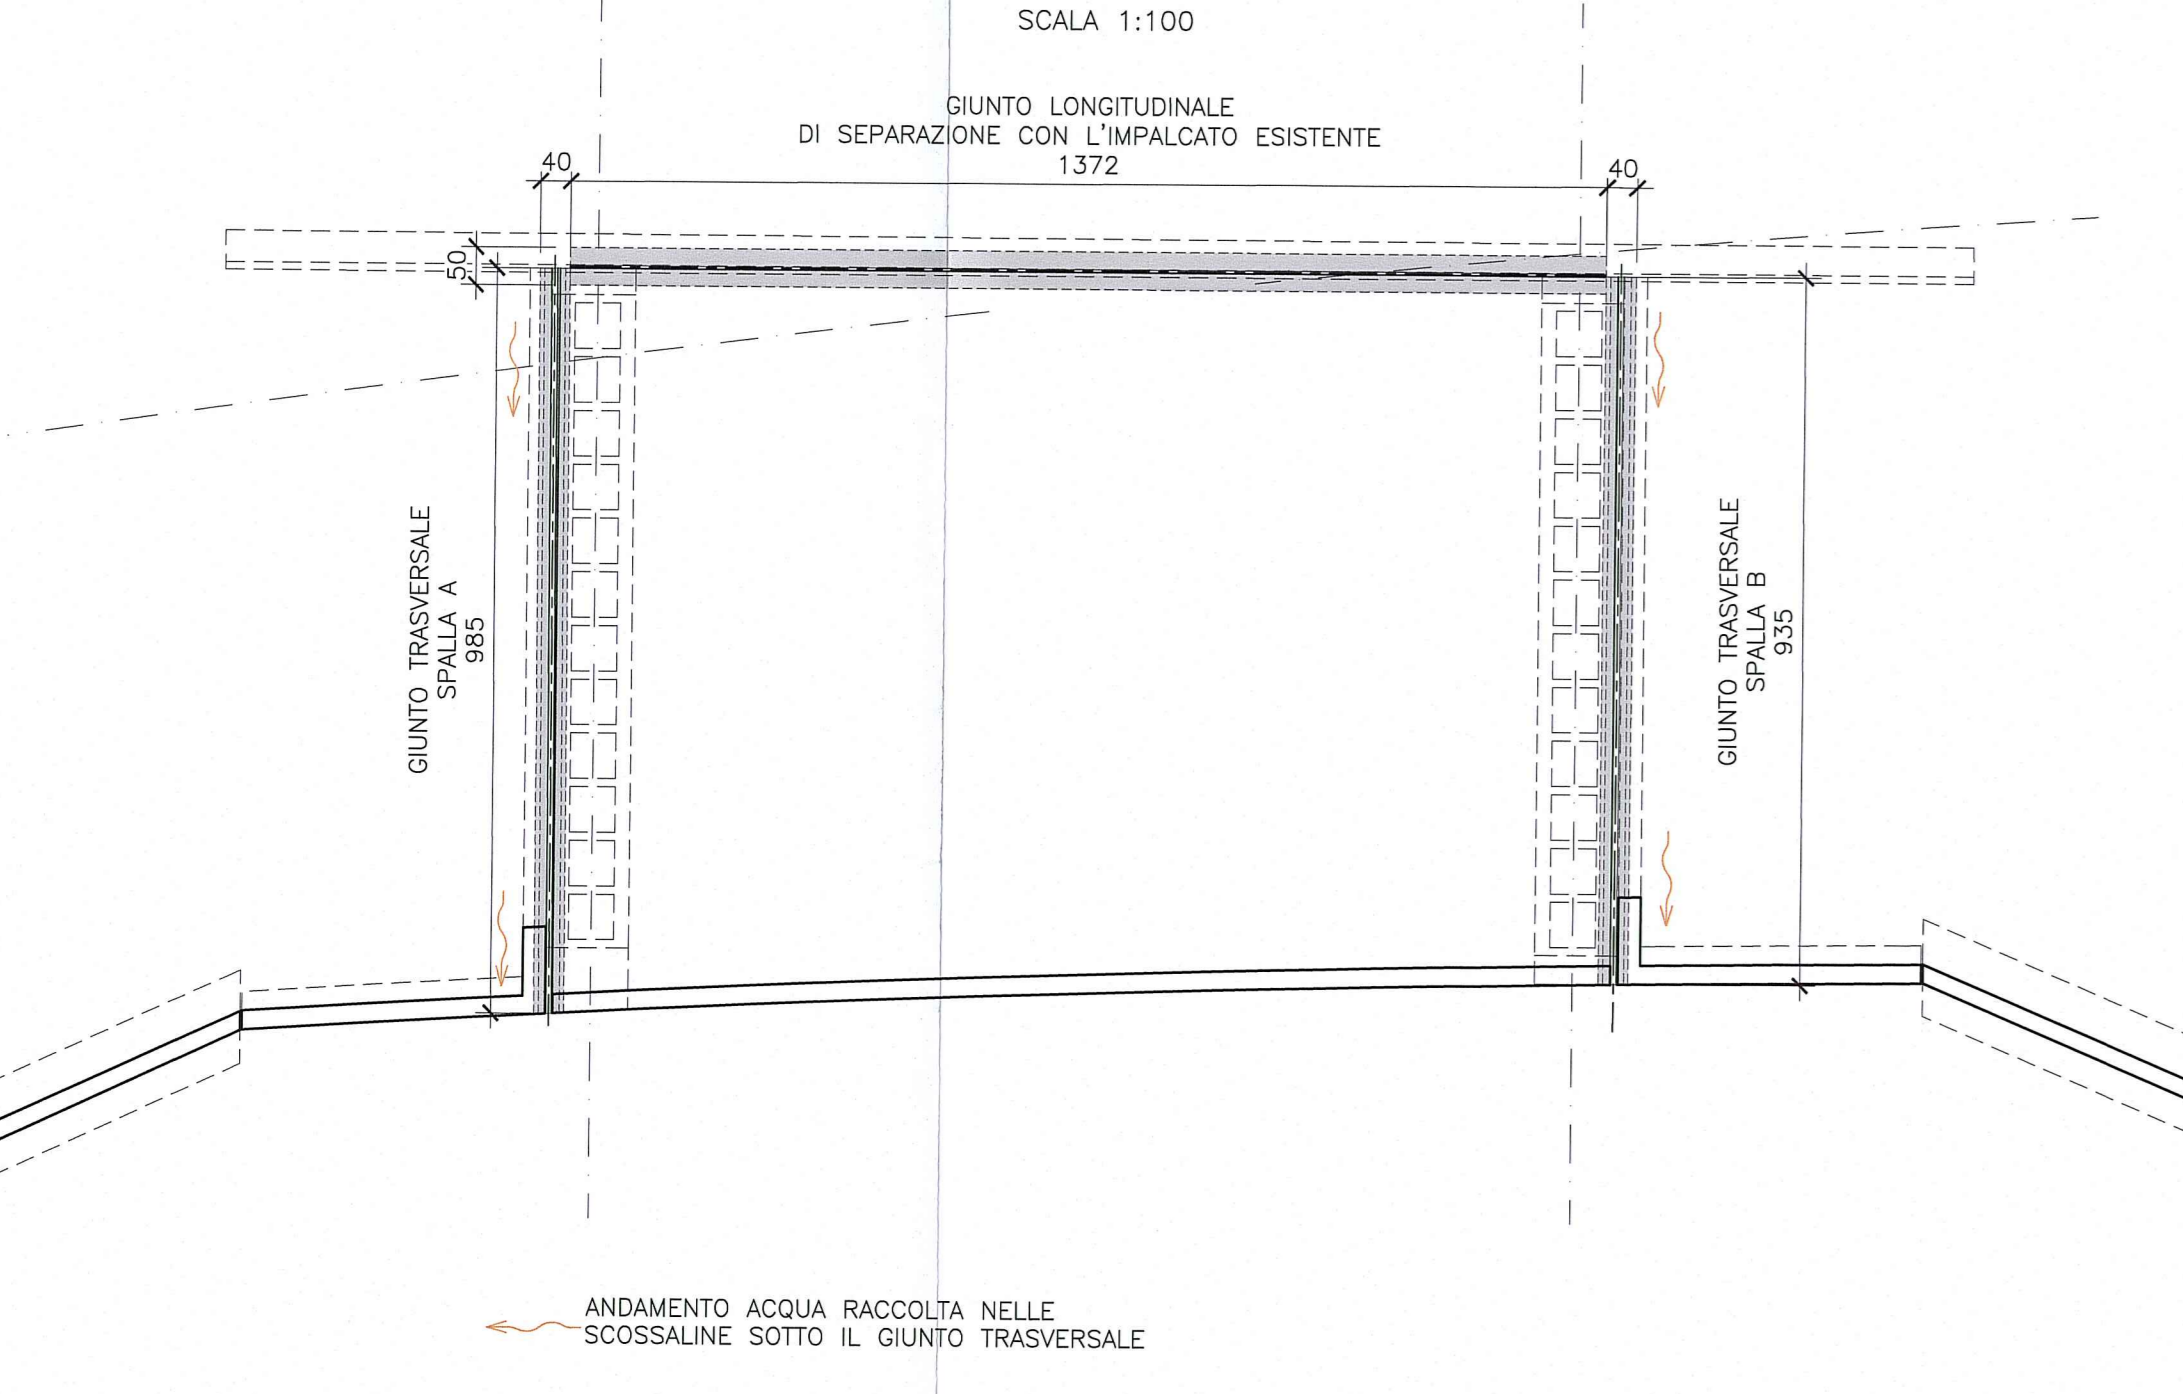 SCALA 1:100
GIUNTO LONGITUDINALE
DI SEPARAZIONE CON L'IMPALCATO ESISTENTE
40
1372
40
50
GIUNTO TRASVERSALE
SPALLA A
985
GIUNTO TRASVERSALE
SPALLA B
935
ANDAMENTO ACQUA RACCOLTA NELLE
SCOSSALINE SOTTO IL GIUNTO TRASVERSALE